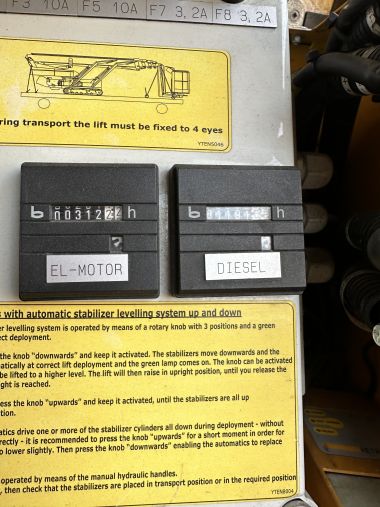 F3 10A F5 10A F7 3,2A F8 3,2A
ring transport the lift must be fixed to 4 eyes
YTEN5046
h
00312
EL-MOTOR
h
DIESEL
s with automatic stabilizer levelling system up and down
er levelling system is operated by means of a rotary knob with 3 positions and a green
ect deployment.
the knob "downwards" and keep it activated. The stabilizers move downwards and the
atically at correct lift deployment and the green lamp comes on. The knob can be activated
be lifted to a higher level. The lift will then raise in upright position, until you release the
ght is reached.
ress the knob "upwards" and keep it activated, until the stabilizers are all up
tion.
atics drive one or more of the stabilizer cylinders all down during deployment - without
rrectly - it is recommended to press the knob "upwards" for a short moment in order for
o lower slightly. Then press the knob "downwards" enabling the automatics to replace
operated by means of the manual hydraulic handles.
, then check that the stabilizers are placed in transport position or in the required position
YTEN8004